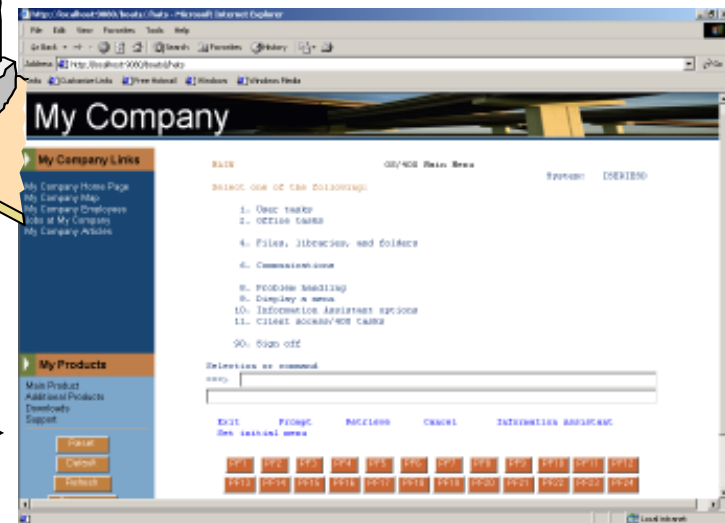 http://localhost:9080/hoats/hats - Microsoft Internet Explorer
File Edit View Favorites Tools Help
Back Search Favorites History
Address http://localhost:9080/hoats/hats Go
Links Customize Links Free Hotmail Windows Windows Media
My Company
My Company Links
My Company Home Page
My Company Map
My Company Employees
Jobs at My Company
My Company Articles
MAIN OS/400 Main Menu
System:
Select one of the following:
1. User tasks
2. Office tasks
4. Files, libraries, and folders
6. Communications
8. Problem handling
9. Display a menu
10. Information Assistant options
11. Client access/400 tasks
90. Sign off
Selection or command
===>
Exit Prompt Retrieve Cancel Information Assistant
Set initial menu
PF1 PF2 PF3 PF4 PF5 PF6 PF7 PF8 PF9 PF10 PF11 PF12
PF13 PF14 PF15 PF16 PF17 PF18 PF19 PF20 PF21 PF22 PF23 PF24
My Products
Main Product
Additional Products
Downloads
Support
Reset
Default
Refresh
Local intranet